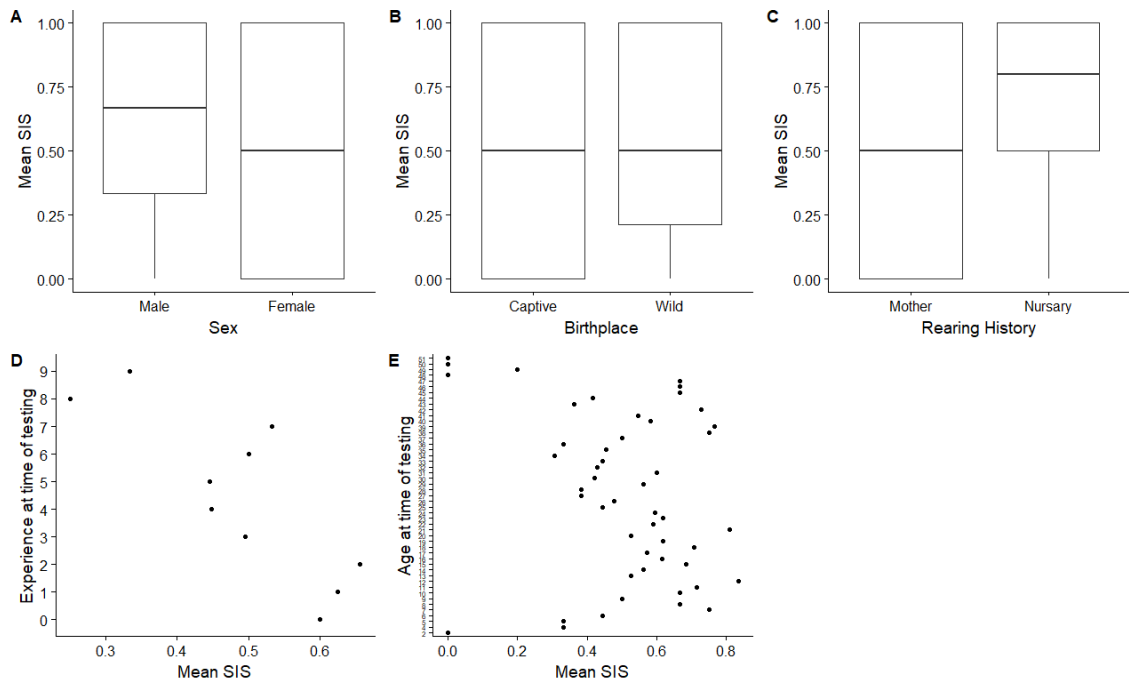 A
Mean SIS
1.00
0.75
0.50
0.25
0.00
Male Female
Sex
B
Mean SIS
1.00
0.75
0.50
0.25
0.00
Captive Wild
Birthplace
C
Mean SIS
1.00
0.75
0.50
0.25
0.00
Mother Nursary
Rearing History
D
Experience at time of testing
9
8
7
6
5
4
3
2
1
0
0.3 0.4 0.5 0.6
Mean SIS
E
Age at time of testing
0.0 0.2 0.4 0.6 0.8
Mean SIS